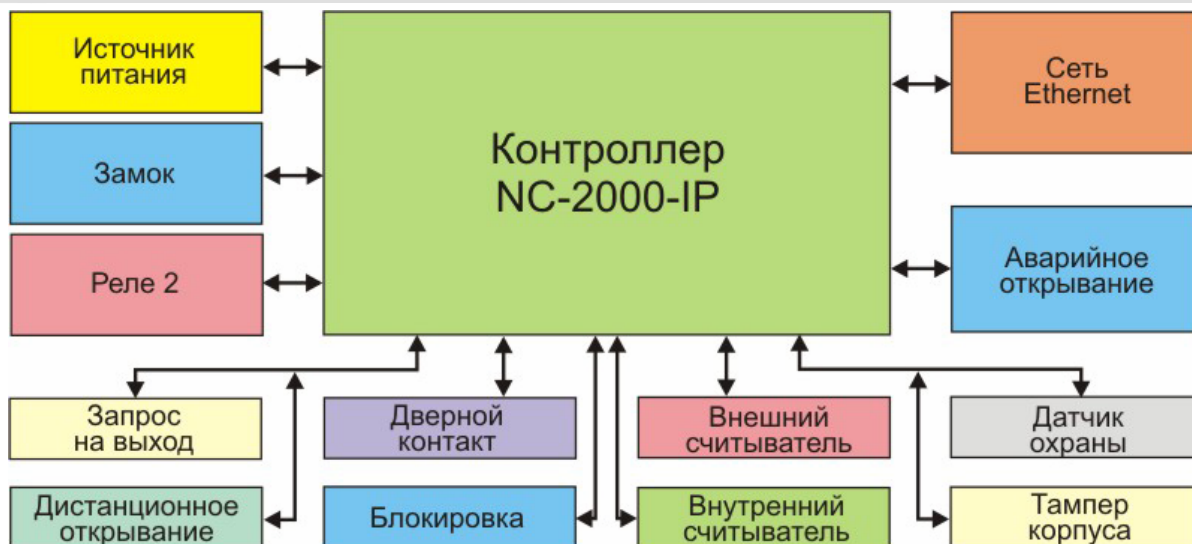 Источник
питания
Контроллер
NC-2000-IP
Сеть
Ethernet
Замок
Реле 2
Аварийное
открывание
Запрос
на выход
Дверной
контакт
Внешний
считыватель
Датчик
охраны
Дистанционное
открывание
Блокировка
Внутренний
считыватель
Тампер
корпуса